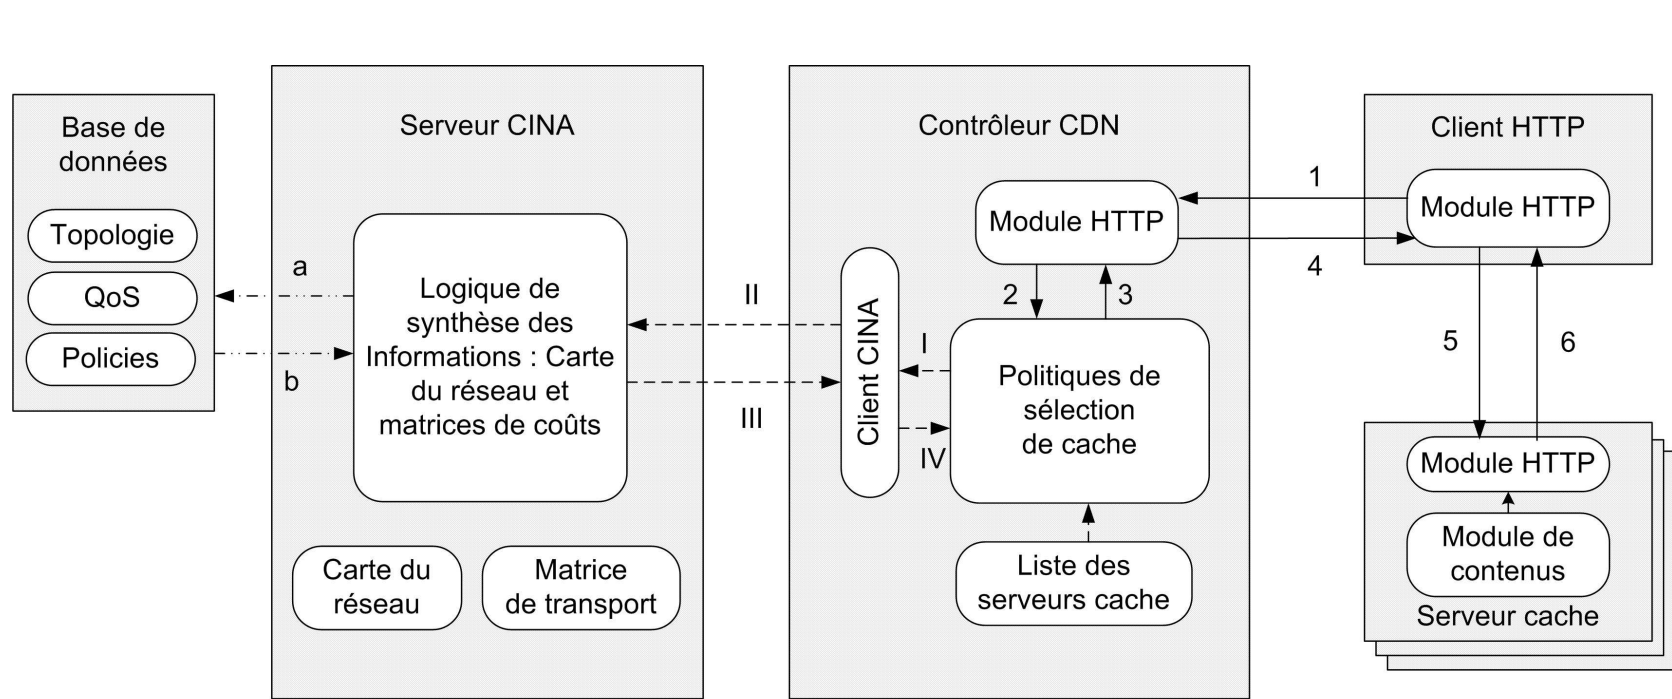 Base de
données
Topologie
QoS
Policies
a
b
Serveur CINA
Logique de
synthèse des
Informations : Carte
du réseau et
matrices de coûts
Carte du
réseau
Matrice
de transport
II
III
Contrôleur CDN
Module HTTP
2
3
Client CINA
I
IV
Politiques de
sélection
de cache
Liste des
serveurs cache
1
4
Client HTTP
Module HTTP
5
6
Module HTTP
Module de
contenus
Serveur cache